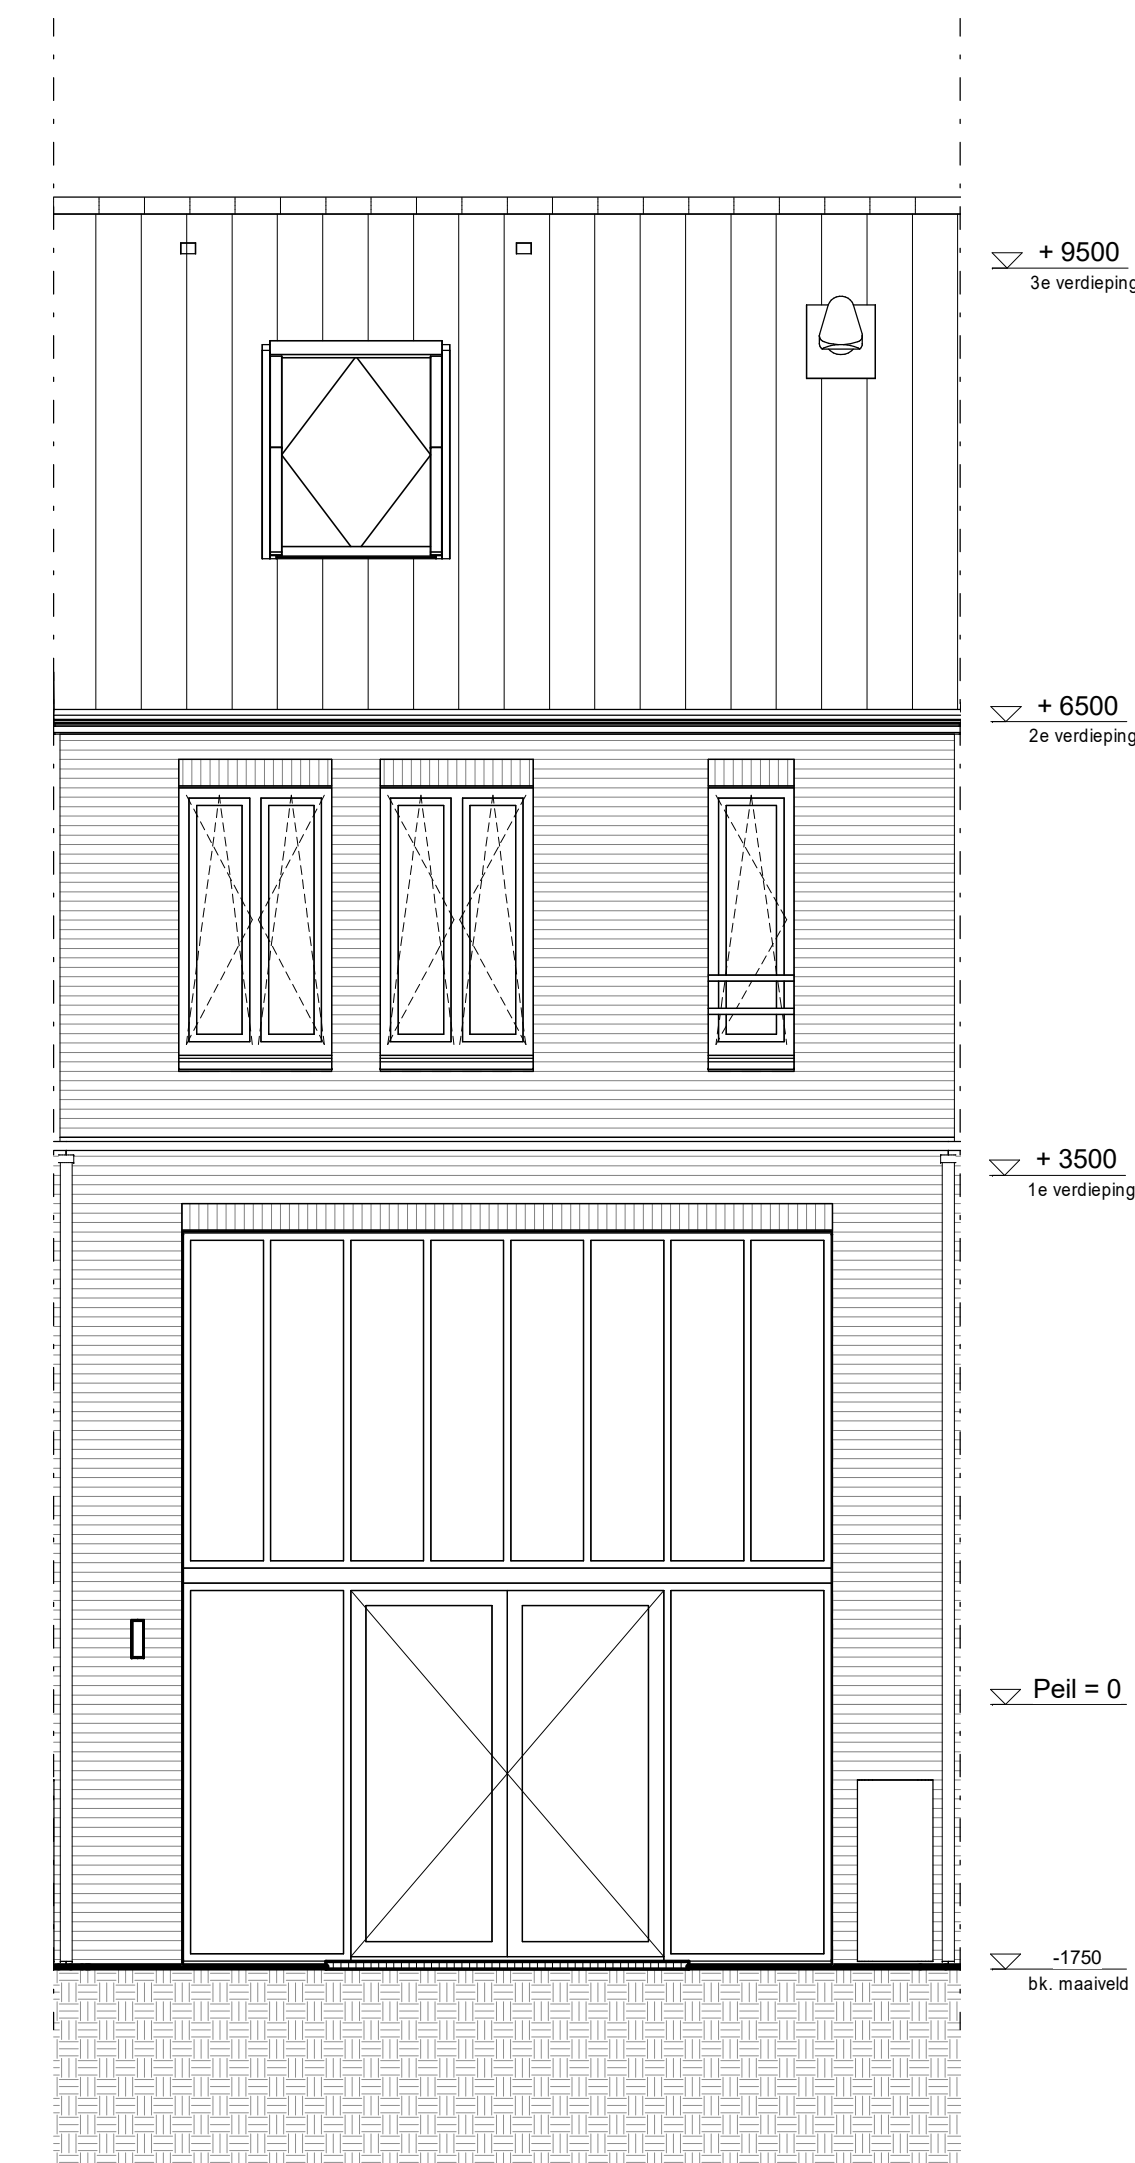 + 9500
3e verdieping
+ 6500
2e verdieping
+ 3500
1e verdieping
Peil = 0
-1750
bk. maaiveld